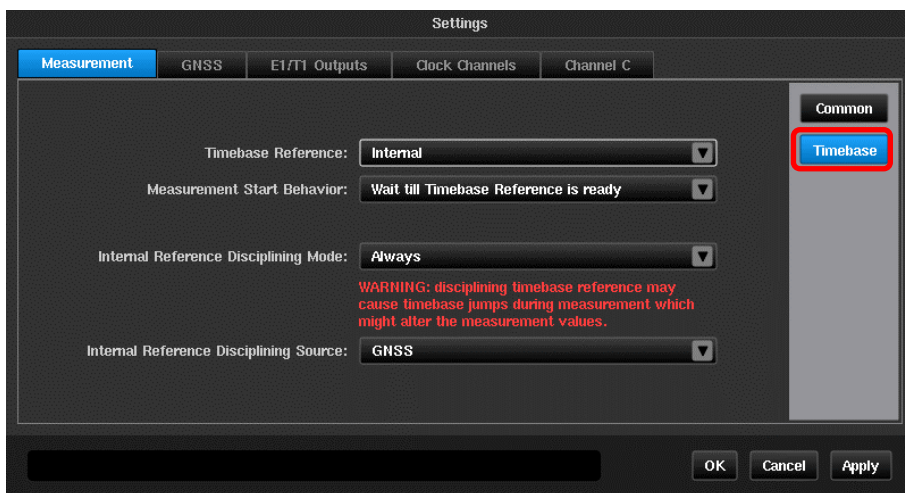 Settings
Measurement GNSS E1/T1 Outputs Clock Channels Channel C
Common
Timebase
Timebase Reference: Internal
Measurement Start Behavior: Wait till Timebase Reference is ready
Internal Reference Disciplining Mode: Always
WARNING: disciplining timebase reference may
cause timebase jumps during measurement which
might alter the measurement values.
Internal Reference Disciplining Source: GNSS
OK Cancel Apply